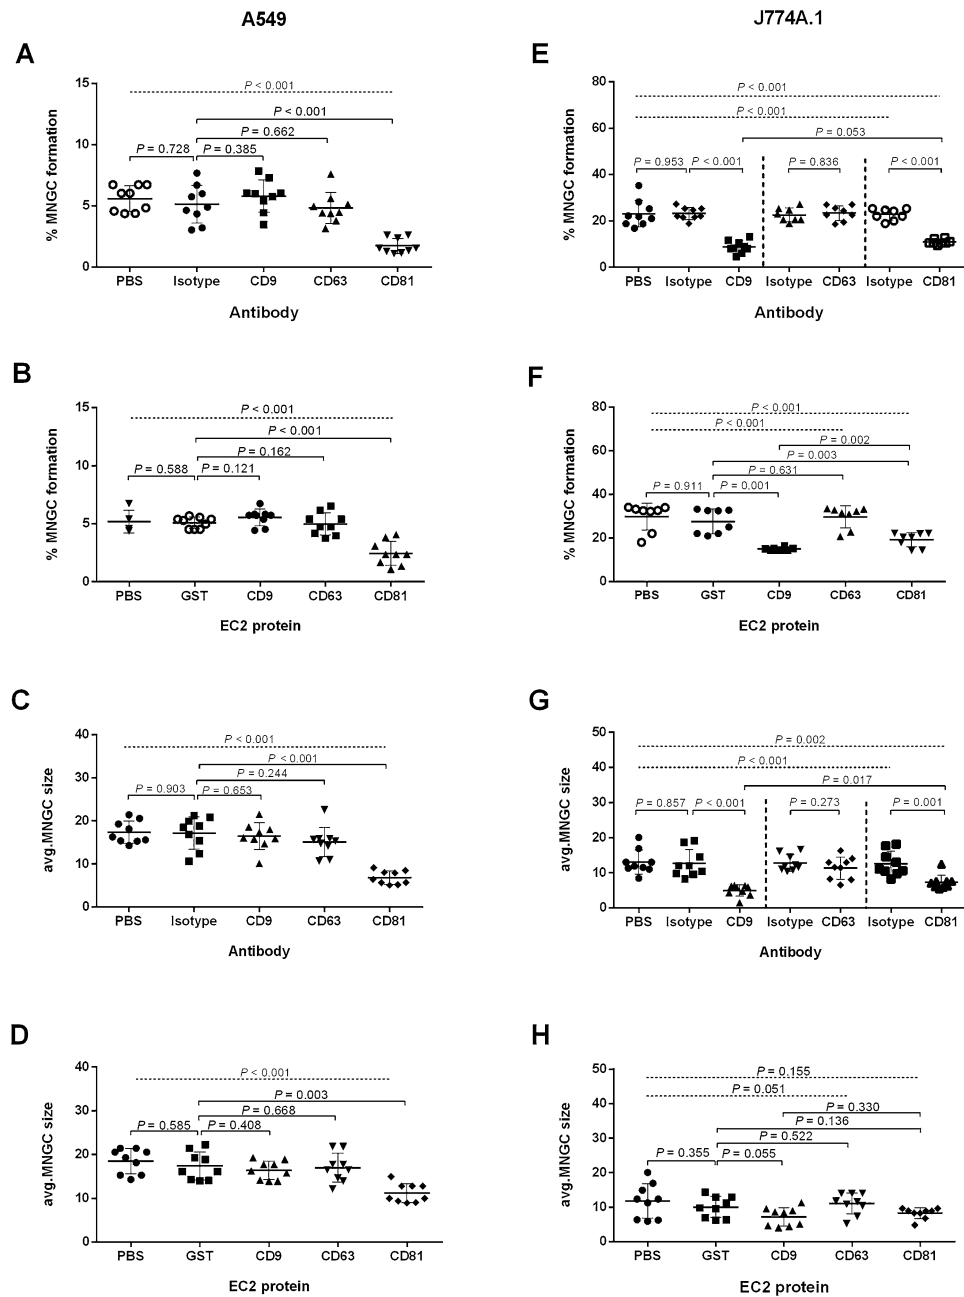 A549
J774A.1
A
% MNGC formation
15
10
5
0
P < 0.001
P < 0.001
P = 0.662
P = 0.728
P = 0.385
PBS Isotype CD9 CD63 CD81
Antibody
E
% MNGC formation
80
60
40
20
0
P < 0.001
P < 0.001
P = 0.053
P = 0.953
P < 0.001
P = 0.836
P < 0.001
PBS Isotype CD9 Isotype CD63 Isotype CD81
Antibody
B
% MNGC formation
15
10
5
0
P < 0.001
P < 0.001
P = 0.162
P = 0.588
P = 0.121
PBS GST CD9 CD63 CD81
EC2 protein
F
% MNGC formation
80
60
40
20
0
P < 0.001
P < 0.001
P = 0.002
P = 0.003
P = 0.631
P = 0.911
P = 0.001
PBS GST CD9 CD63 CD81
EC2 protein
C
avg.MNGC size
40
30
20
10
0
P < 0.001
P < 0.001
P = 0.244
P = 0.903
P = 0.653
PBS Isotype CD9 CD63 CD81
Antibody
G
avg.MNGC size
50
40
30
20
10
0
P = 0.002
P < 0.001
P = 0.017
P = 0.857
P < 0.001
P = 0.273
P = 0.001
PBS Isotype CD9 Isotype CD63 Isotype CD81
Antibody
D
avg.MNGC size
40
30
20
10
0
P < 0.001
P = 0.003
P = 0.668
P = 0.585
P = 0.408
PBS GST CD9 CD63 CD81
EC2 protein
H
avg.MNGC size
50
40
30
20
10
0
P = 0.155
P = 0.051
P = 0.330
P = 0.136
P = 0.522
P = 0.355
P = 0.055
PBS GST CD9 CD63 CD81
EC2 protein